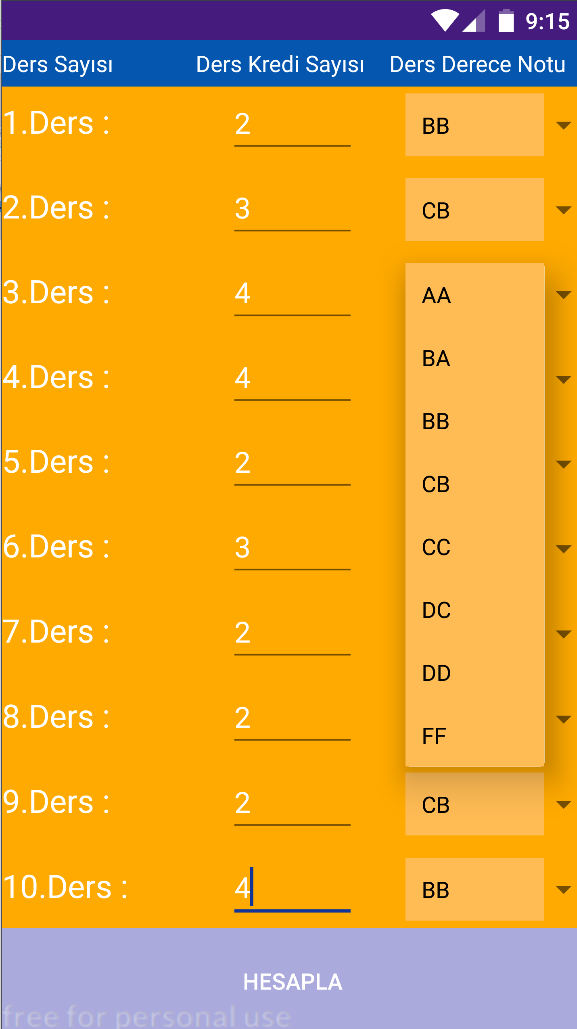 9:15
Ders Sayısı Ders Kredi Sayısı Ders Derece Notu
1.Ders : 2 BB
2.Ders : 3 CB
3.Ders : 4 AA
BA
4.Ders : 4
BB
5.Ders : 2
CB
6.Ders : 3 CC
DC
7.Ders : 2
DD
8.Ders : 2
FF
9.Ders : 2 CB
10.Ders : 4 BB
HESAPLA
free for personal use